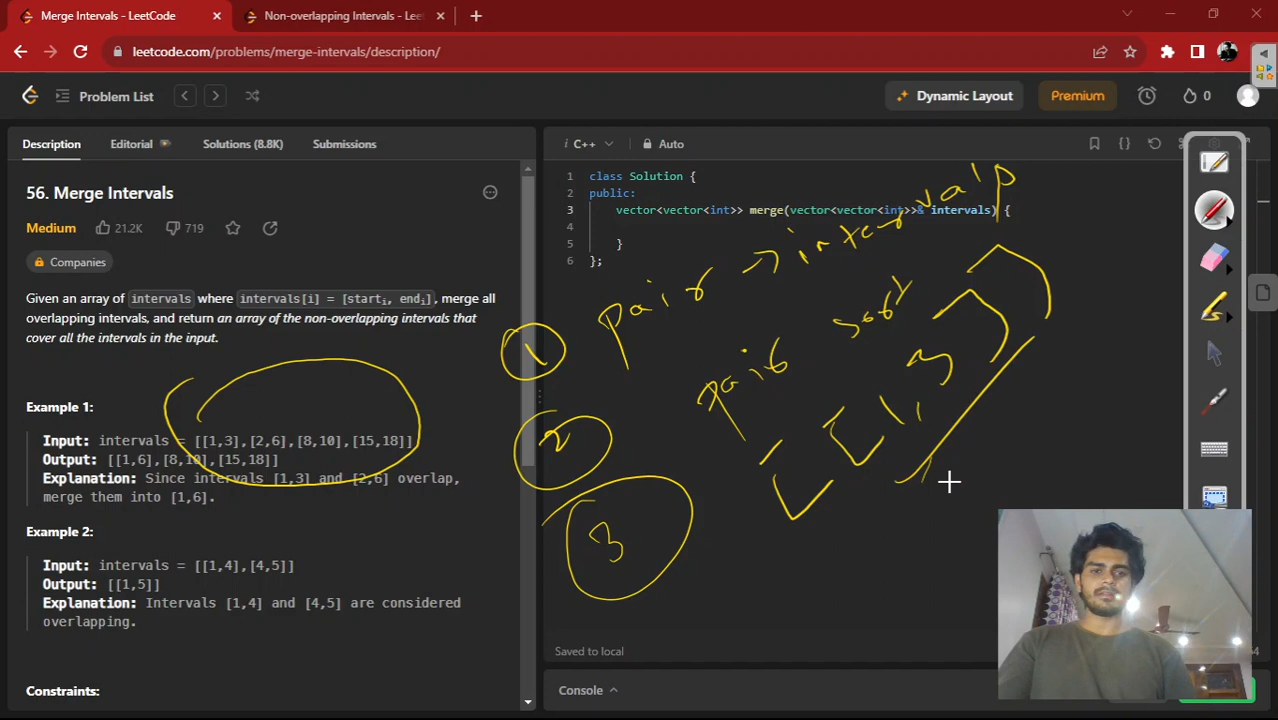 Merge Intervals - LeetCode
Non-overlapping Intervals - Leet
leetcode.com/problems/merge-intervals/description/
Problem List
Dynamic Layout
Premium
0
Description
Editorial
Solutions (8.8K)
Submissions
C++
Auto
56. Merge Intervals
Medium
21.2K
719
Companies
Given an array of intervals where intervals[i] = [starti, endi], merge all
overlapping intervals, and return an array of the non-overlapping intervals that
cover all the intervals in the input.
Example 1:
Input: intervals = [[1,3],[2,6],[8,10],[15,18]]
Output: [[1,6],[8,10],[15,18]]
Explanation: Since intervals [1,3] and [2,6] overlap,
merge them into [1,6].
Example 2:
Input: intervals = [[1,4],[4,5]]
Output: [[1,5]]
Explanation: Intervals [1,4] and [4,5] are considered
overlapping.
Constraints:
1 class Solution {
2 public:
3 vector<vector<int>> merge(vector<vector<int>>& intervals) {
4
5 }
6 };
1 pair → intervals
2 pair sort
[[1,3]]
3
Saved to local
Console